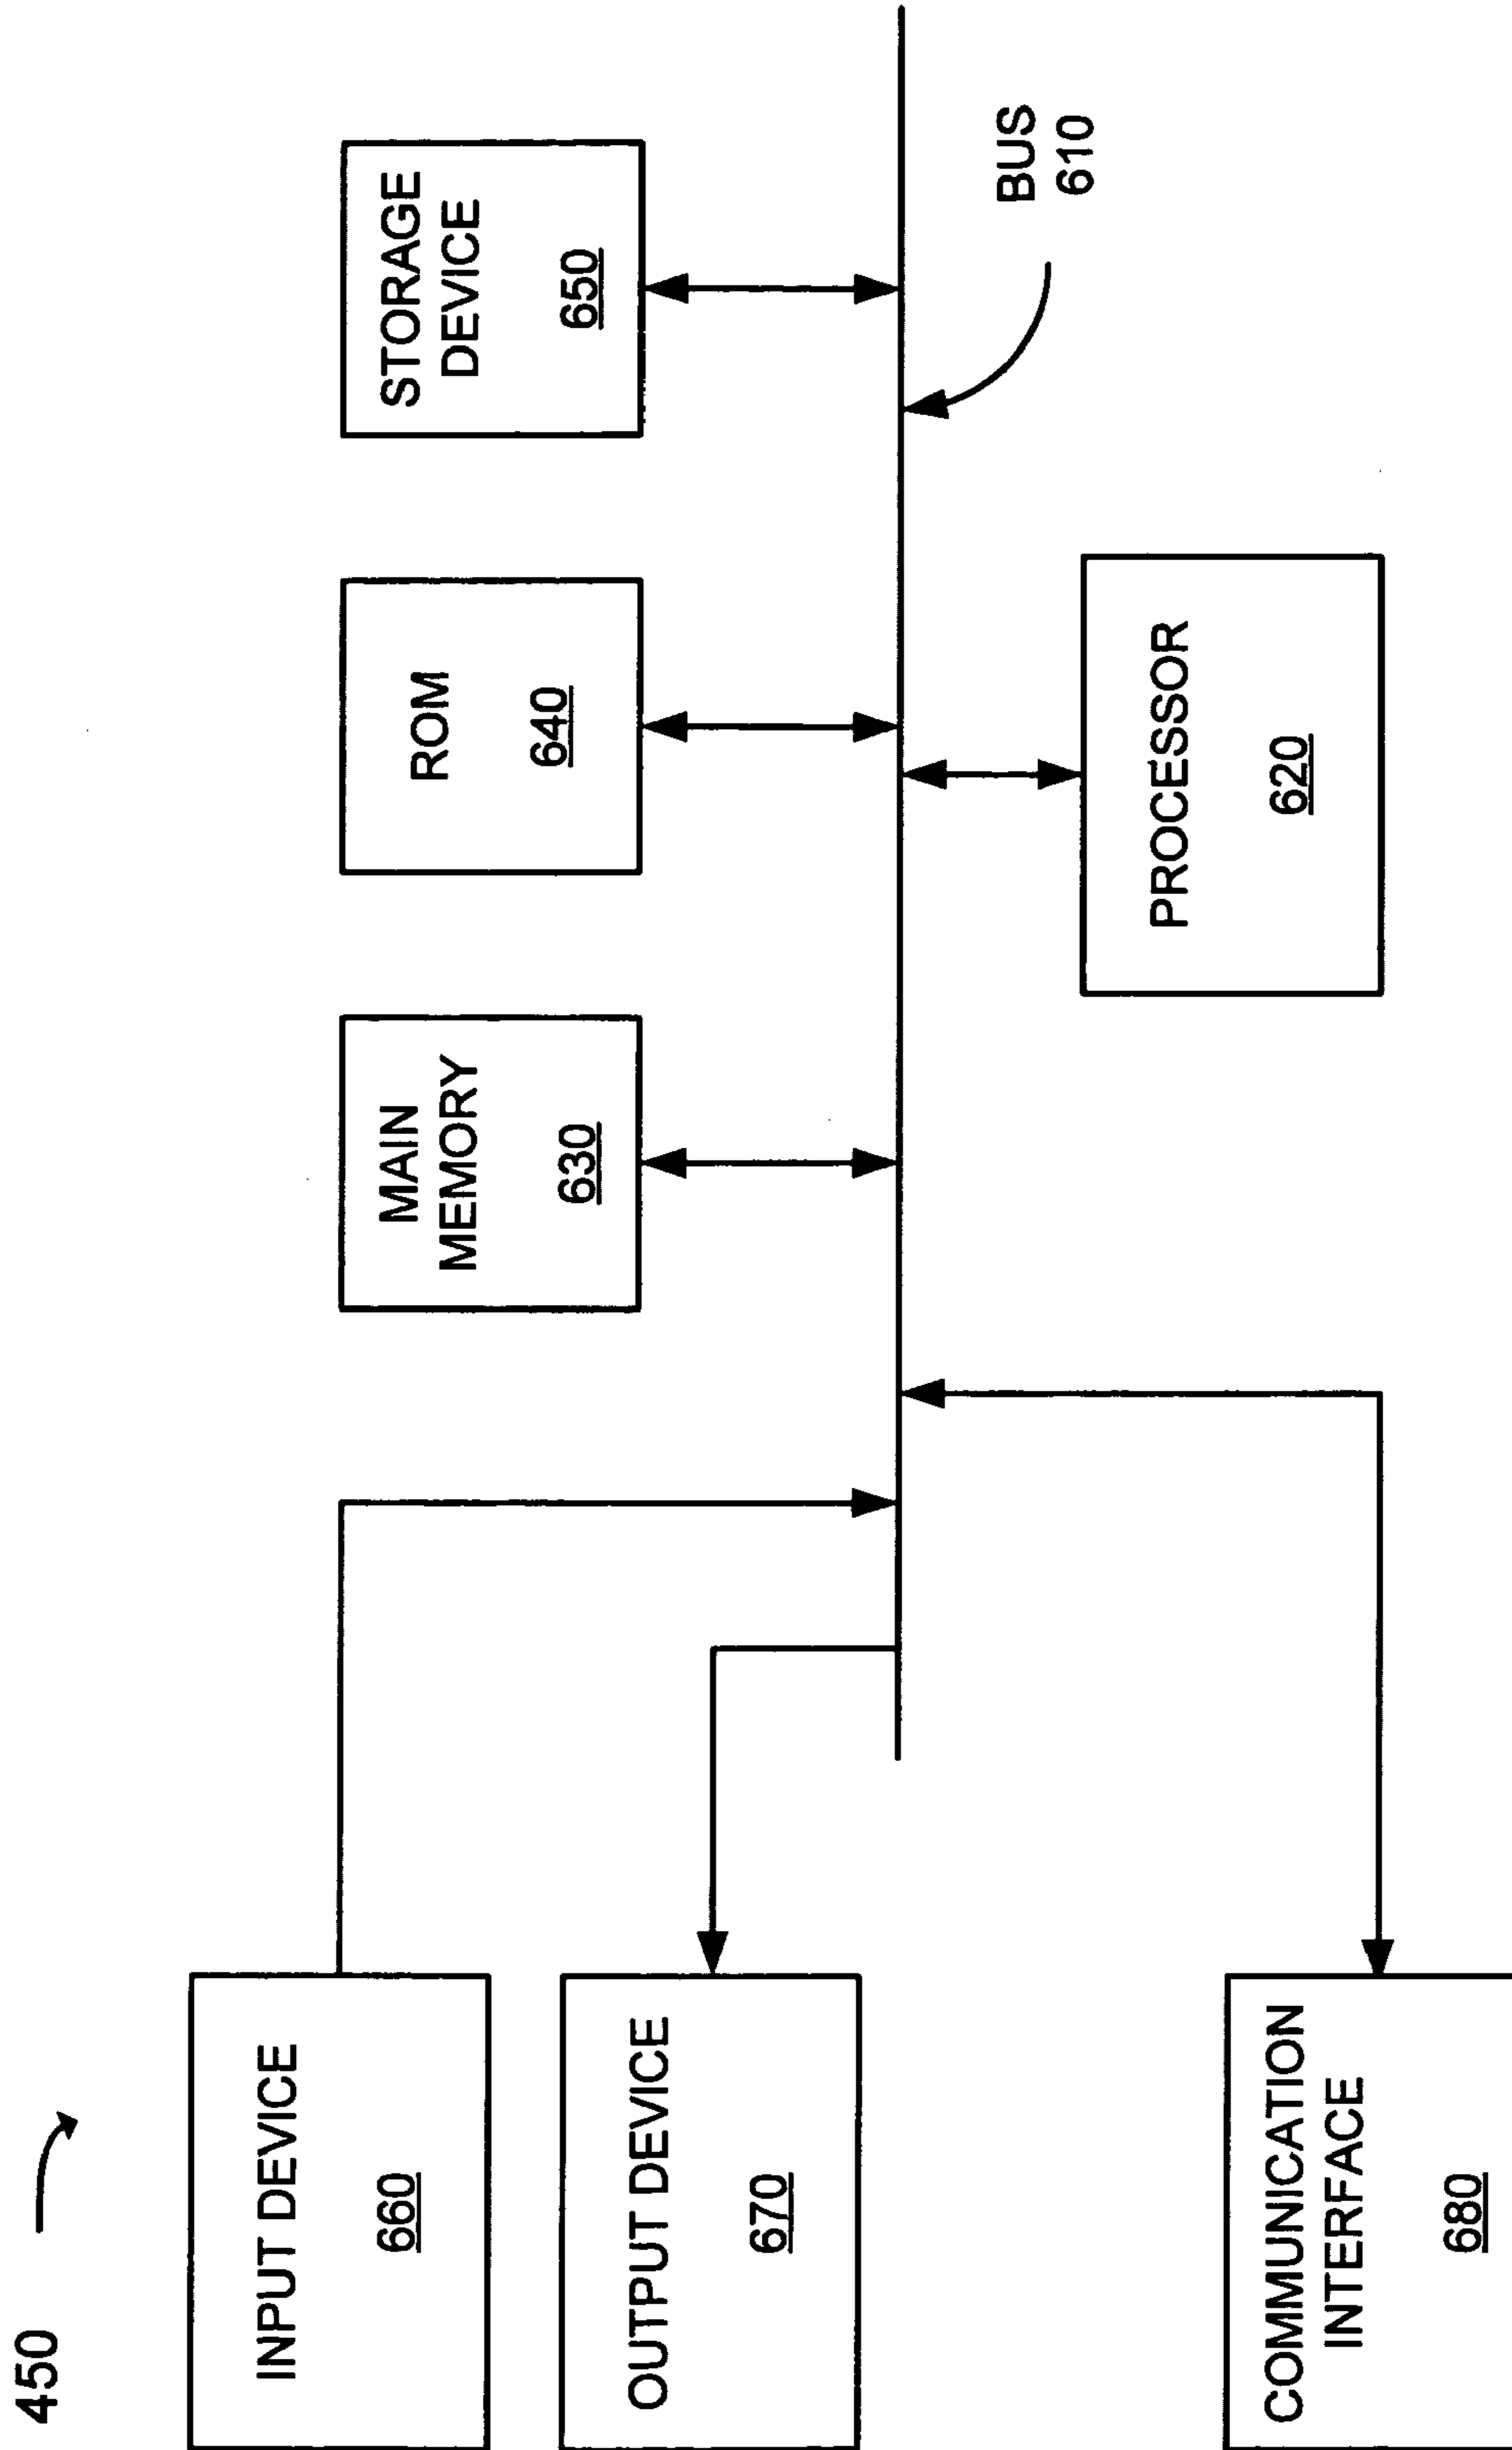 450
INPUT DEVICE
660
OUTPUT DEVICE
670
COMMUNICATION
INTERFACE
680
MAIN
MEMORY
630
ROM
640
STORAGE
DEVICE
650
PROCESSOR
620
BUS
610